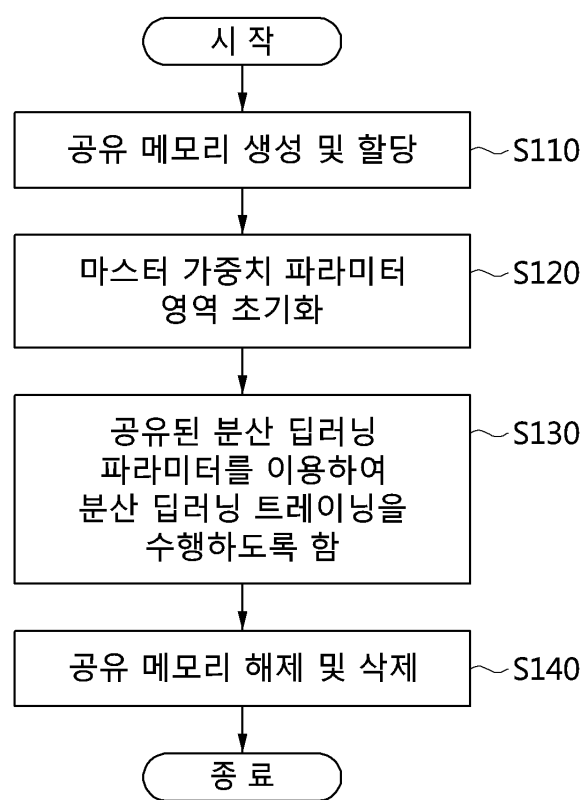 시 작
공유 메모리 생성 및 할당
S110
마스터 가중치 파라미터
영역 초기화
S120
공유된 분산 딥러닝
파라미터를 이용하여
분산 딥러닝 트레이닝을
수행하도록 함
S130
공유 메모리 해제 및 삭제
S140
종 료